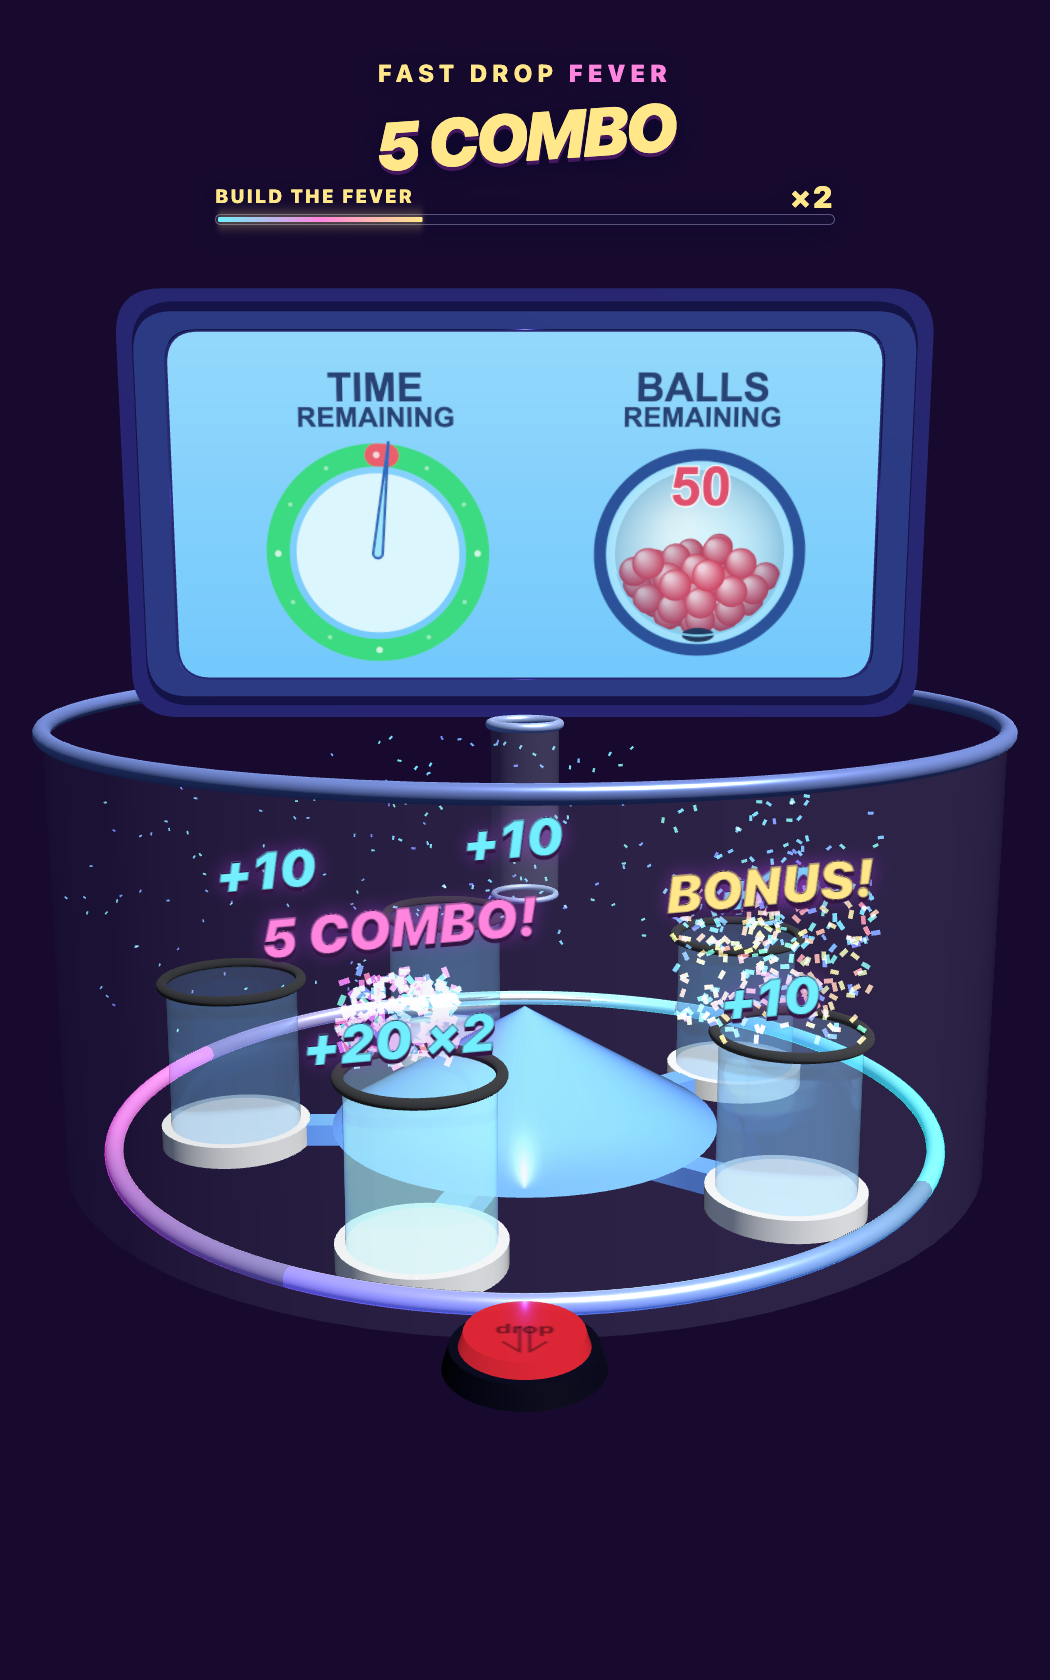 FAST DROP FEVER
5 COMBO
BUILD THE FEVER
×2
TIME
REMAINING
BALLS
REMAINING
50
+10
+10
BONUS!
5 COMBO!
+10
+20 ×2
drop